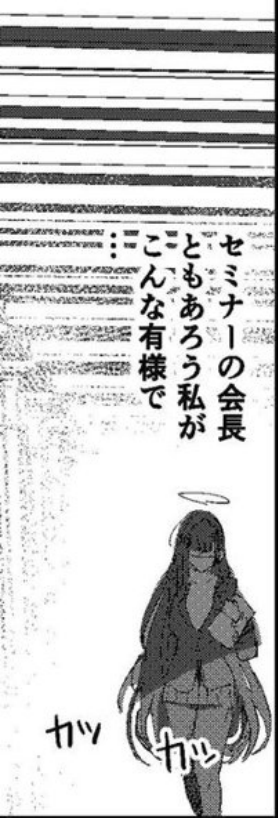 セミナーの会長
ともあろう私が
こんな有様で
…
カッ
カッ